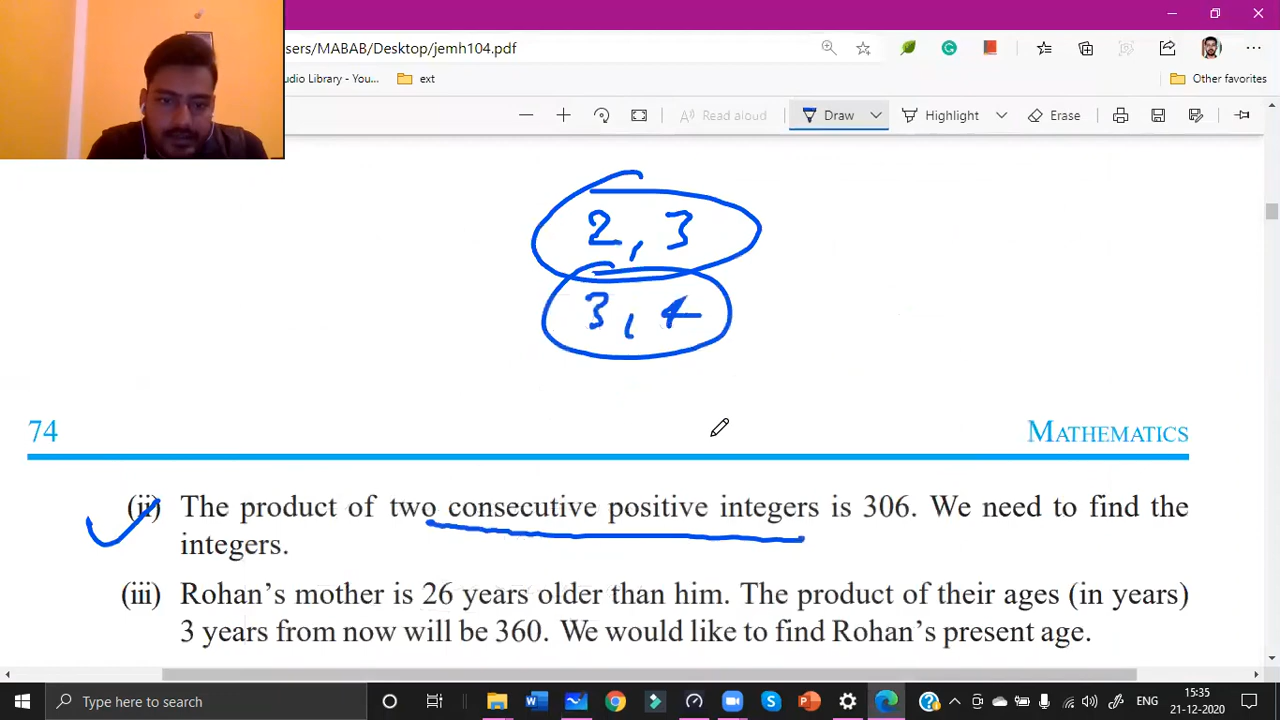 sers/MABAB/Desktop/jemh104.pdf
udio Library - You...
ext
Other favorites
Read aloud
Draw
Highlight
Erase
2, 3
3, 4
74
MATHEMATICS
(ii) The product of two consecutive positive integers is 306. We need to find the
integers.
(iii) Rohan's mother is 26 years older than him. The product of their ages (in years)
3 years from now will be 360. We would like to find Rohan's present age.
Type here to search
ENG
15:35
21-12-2020